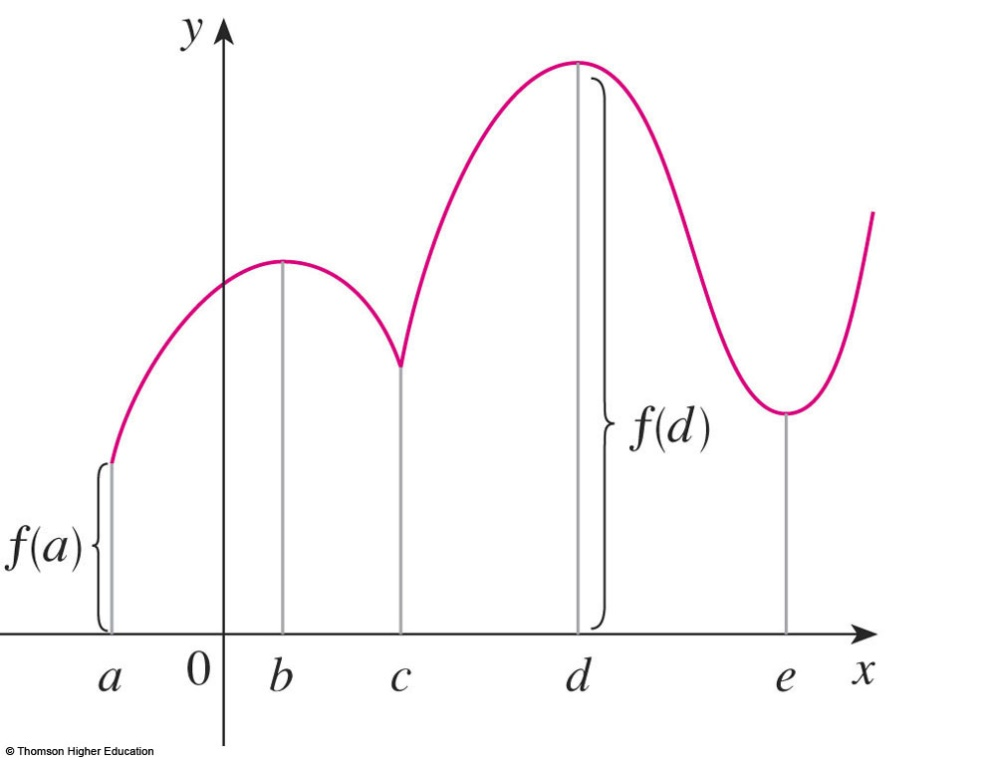 y
f(d)
f(a)
a 0 b c d e x
© Thomson Higher Education